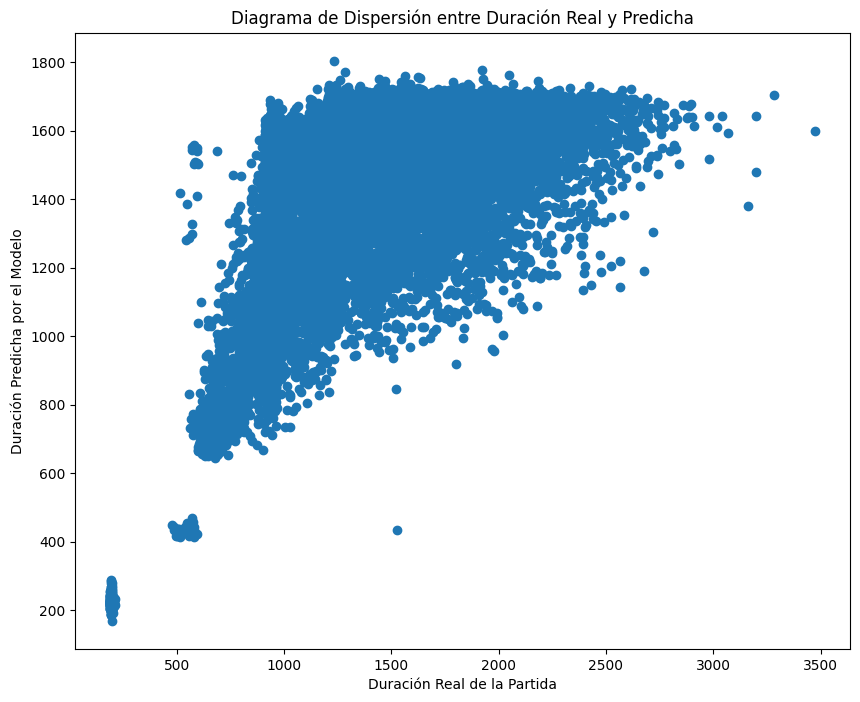 Diagrama de Dispersión entre Duración Real y Predicha
Duración Predicha por el Modelo
1800
1600
1400
1200
1000
800
600
400
200
500 1000 1500 2000 2500 3000 3500
Duración Real de la Partida